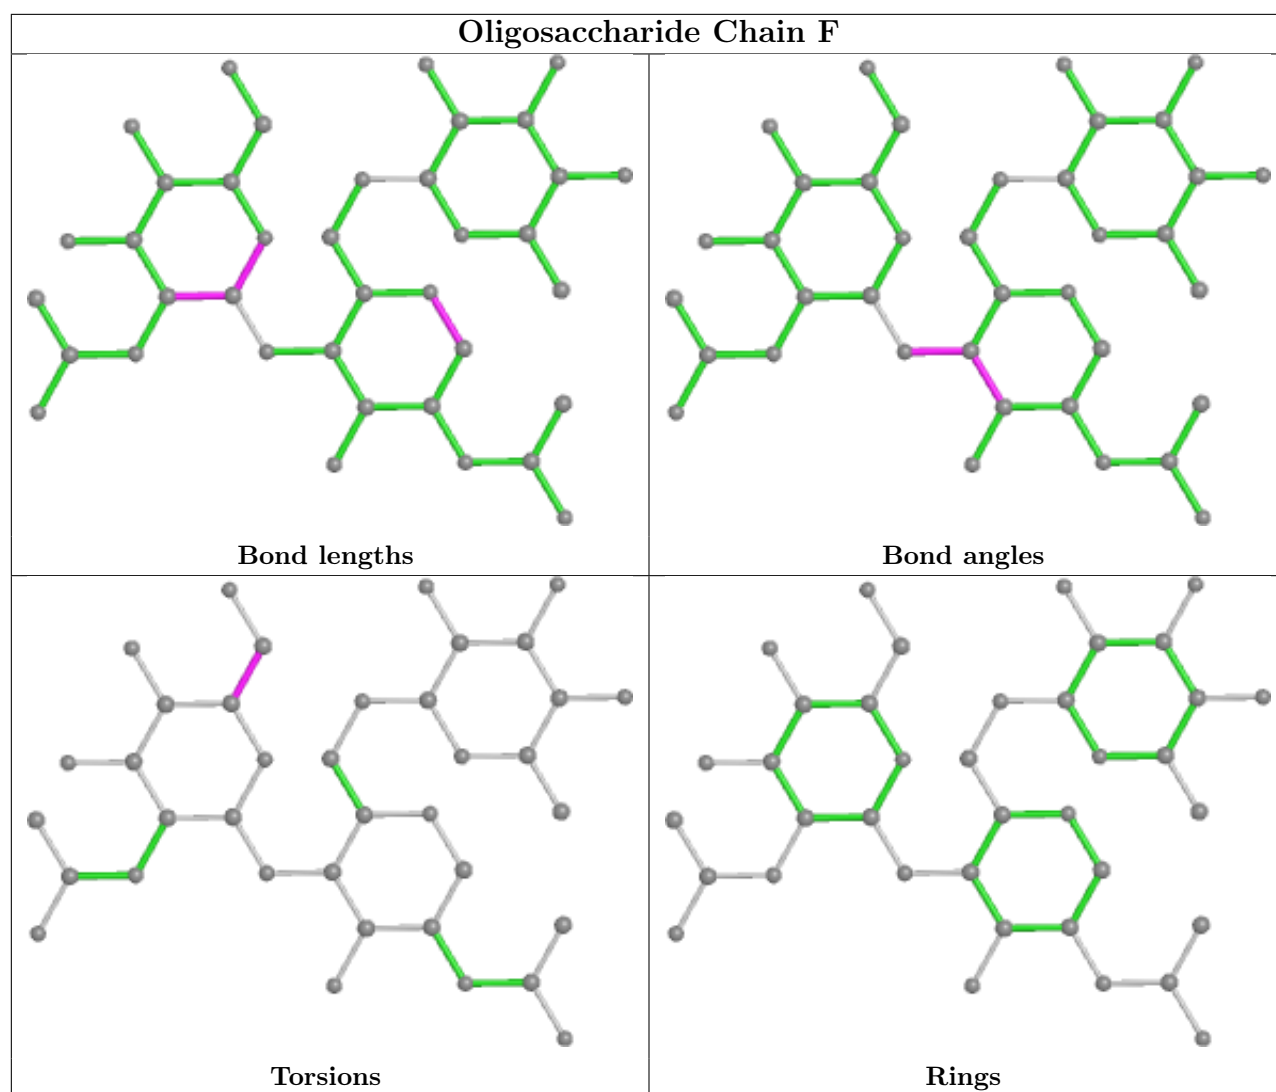 Oligosaccharide Chain F
Bond lengths
Bond angles
Torsions
Rings